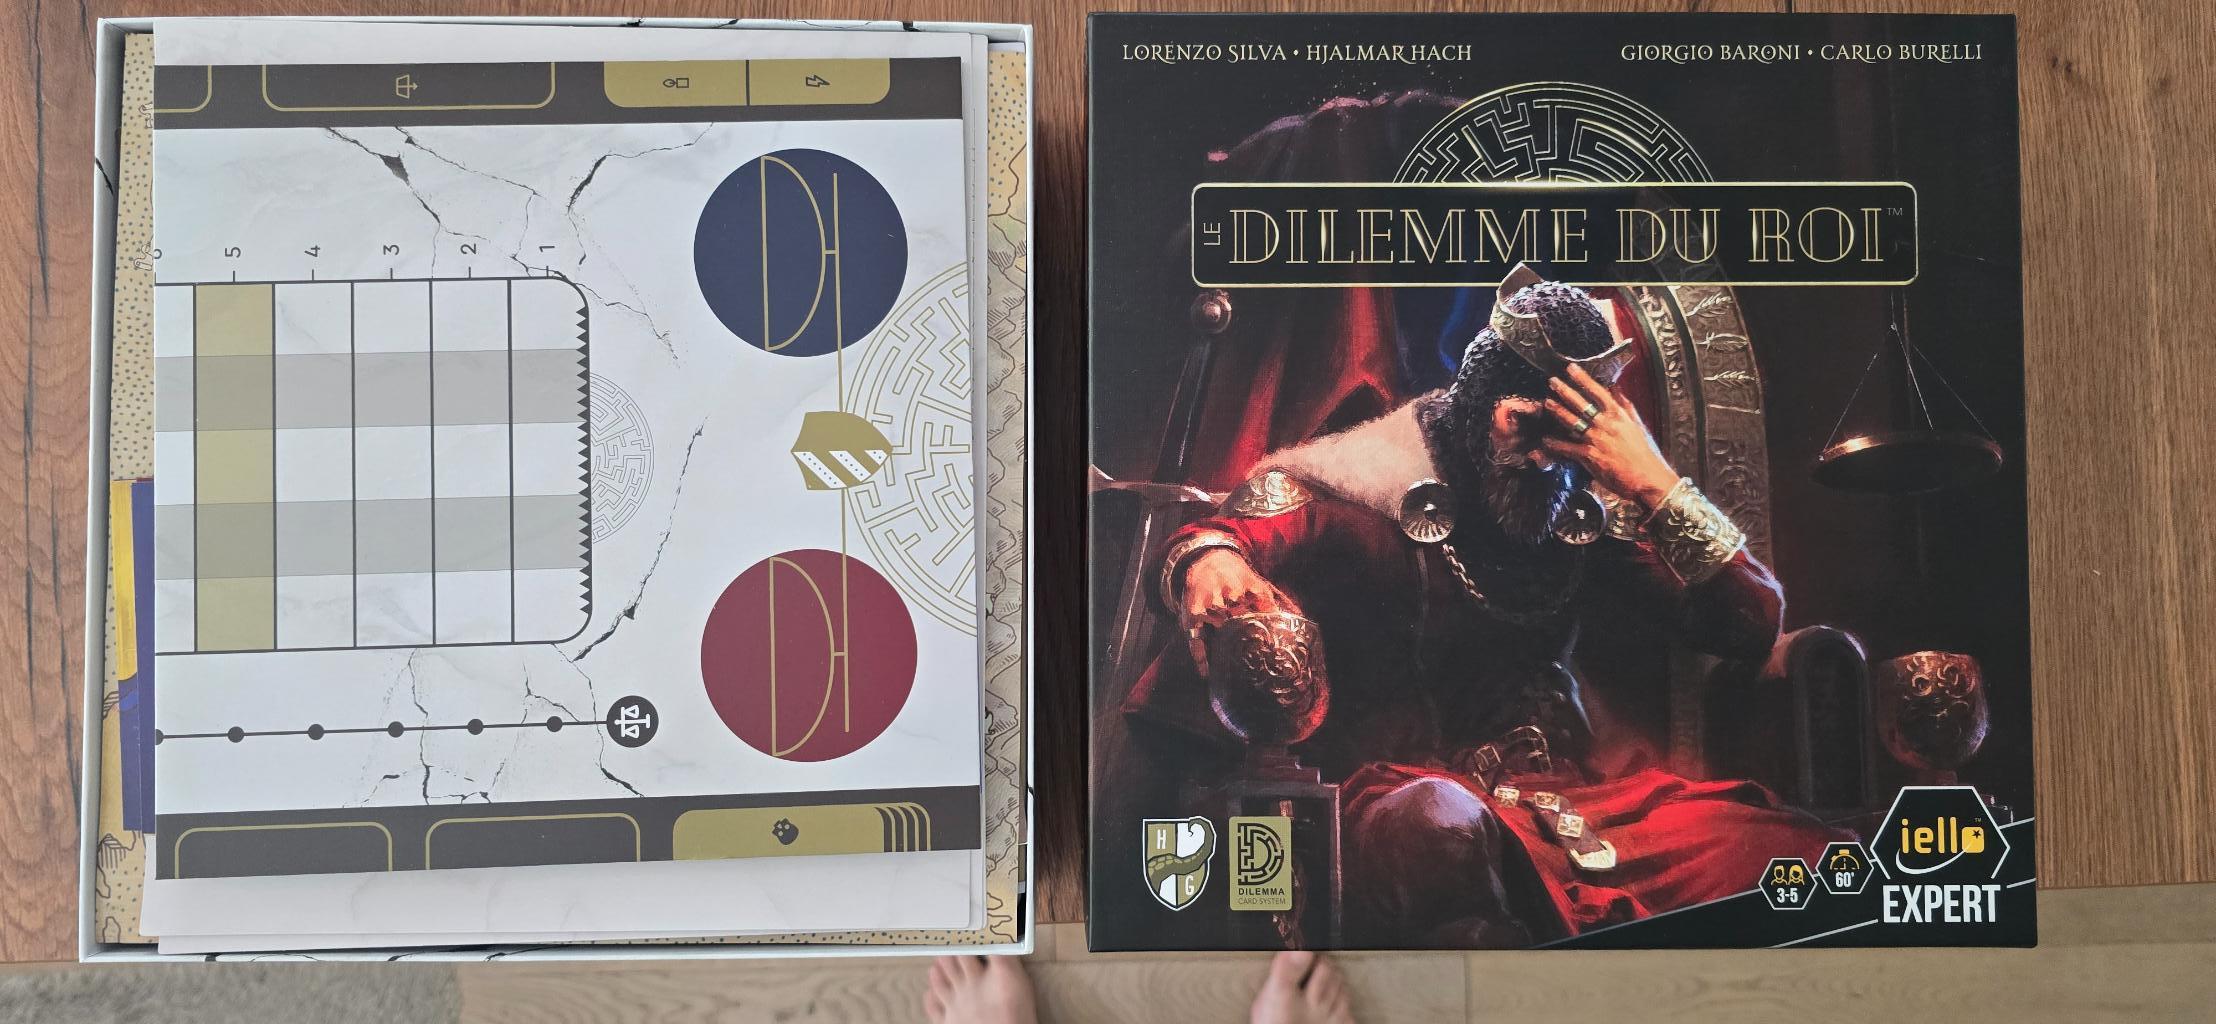 LORENZO SILVA • HJALMAR HACH
GIORGIO BARONI • CARLO BURELLI
LE DILEMME DU ROI™
H G
DILEMMA
CARD SYSTEM
3-5
60'
iello™
EXPERT
5
4
3
2
1